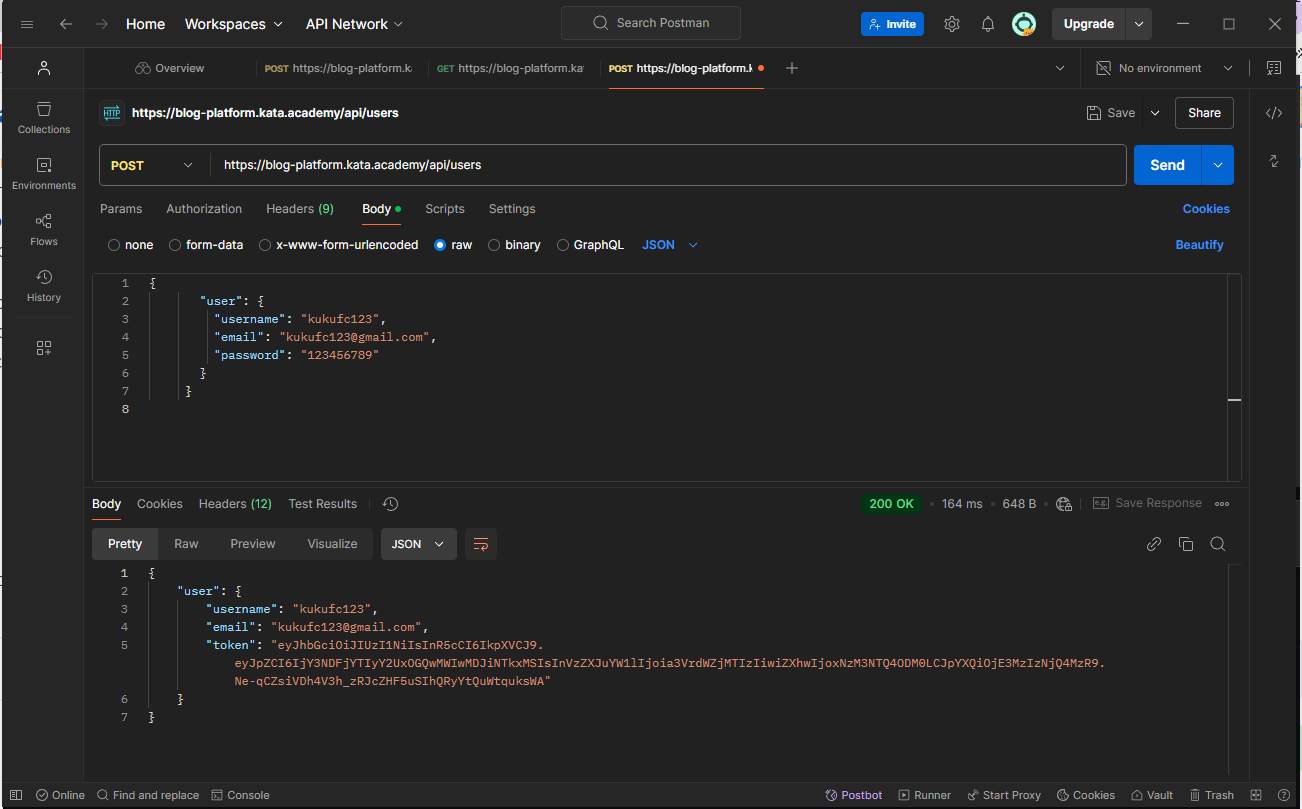 Home Workspaces API Network Search Postman Invite Upgrade
Overview POST https://blog-platform.k GET https://blog-platform.ka POST https://blog-platform.k No environment
HTTP https://blog-platform.kata.academy/api/users Save Share
Collections
Environments
Flows
History
POST https://blog-platform.kata.academy/api/users Send
Params Authorization Headers (9) Body Scripts Settings Cookies
none form-data x-www-form-urlencoded raw binary GraphQL JSON Beautify
1 {
2 "user": {
3 "username": "kukufc123",
4 "email": "kukufc123@gmail.com",
5 "password": "123456789"
6 }
7 }
8
Body Cookies Headers (12) Test Results 200 OK 164 ms 648 B e.g. Save Response
Pretty Raw Preview Visualize JSON
1 {
2 "user": {
3 "username": "kukufc123",
4 "email": "kukufc123@gmail.com",
5 "token": "eyJhbGciOiJIUzI1NiIsInR5cCI6IkpXVCJ9.
eyJpZCI6IjY3NDFjYTIyY2UxOGQwMWIwMDJiNTkxMSIsInVzZXJuYW1lIjoia3VrdWZjMTIzIiwiZXhwIjoxNzM3NTQ4ODM0LCJpYXQiOjE3MzIzNjQ4MzR9.
Ne-qCZsiVDh4V3h_zRJcZHF5uSIhQRyYtQuWtquksWA"
6 }
7 }
Online Find and replace Console Postbot Runner Start Proxy Cookies Vault Trash